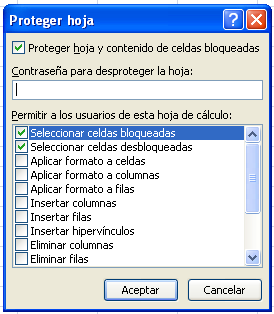 Proteger hoja
Proteger hoja y contenido de celdas bloqueadas
Contraseña para desproteger la hoja:
Permitir a los usuarios de esta hoja de cálculo:
Seleccionar celdas bloqueadas
Seleccionar celdas desbloqueadas
Aplicar formato a celdas
Aplicar formato a columnas
Aplicar formato a filas
Insertar columnas
Insertar filas
Insertar hipervínculos
Eliminar columnas
Eliminar filas
Aceptar Cancelar